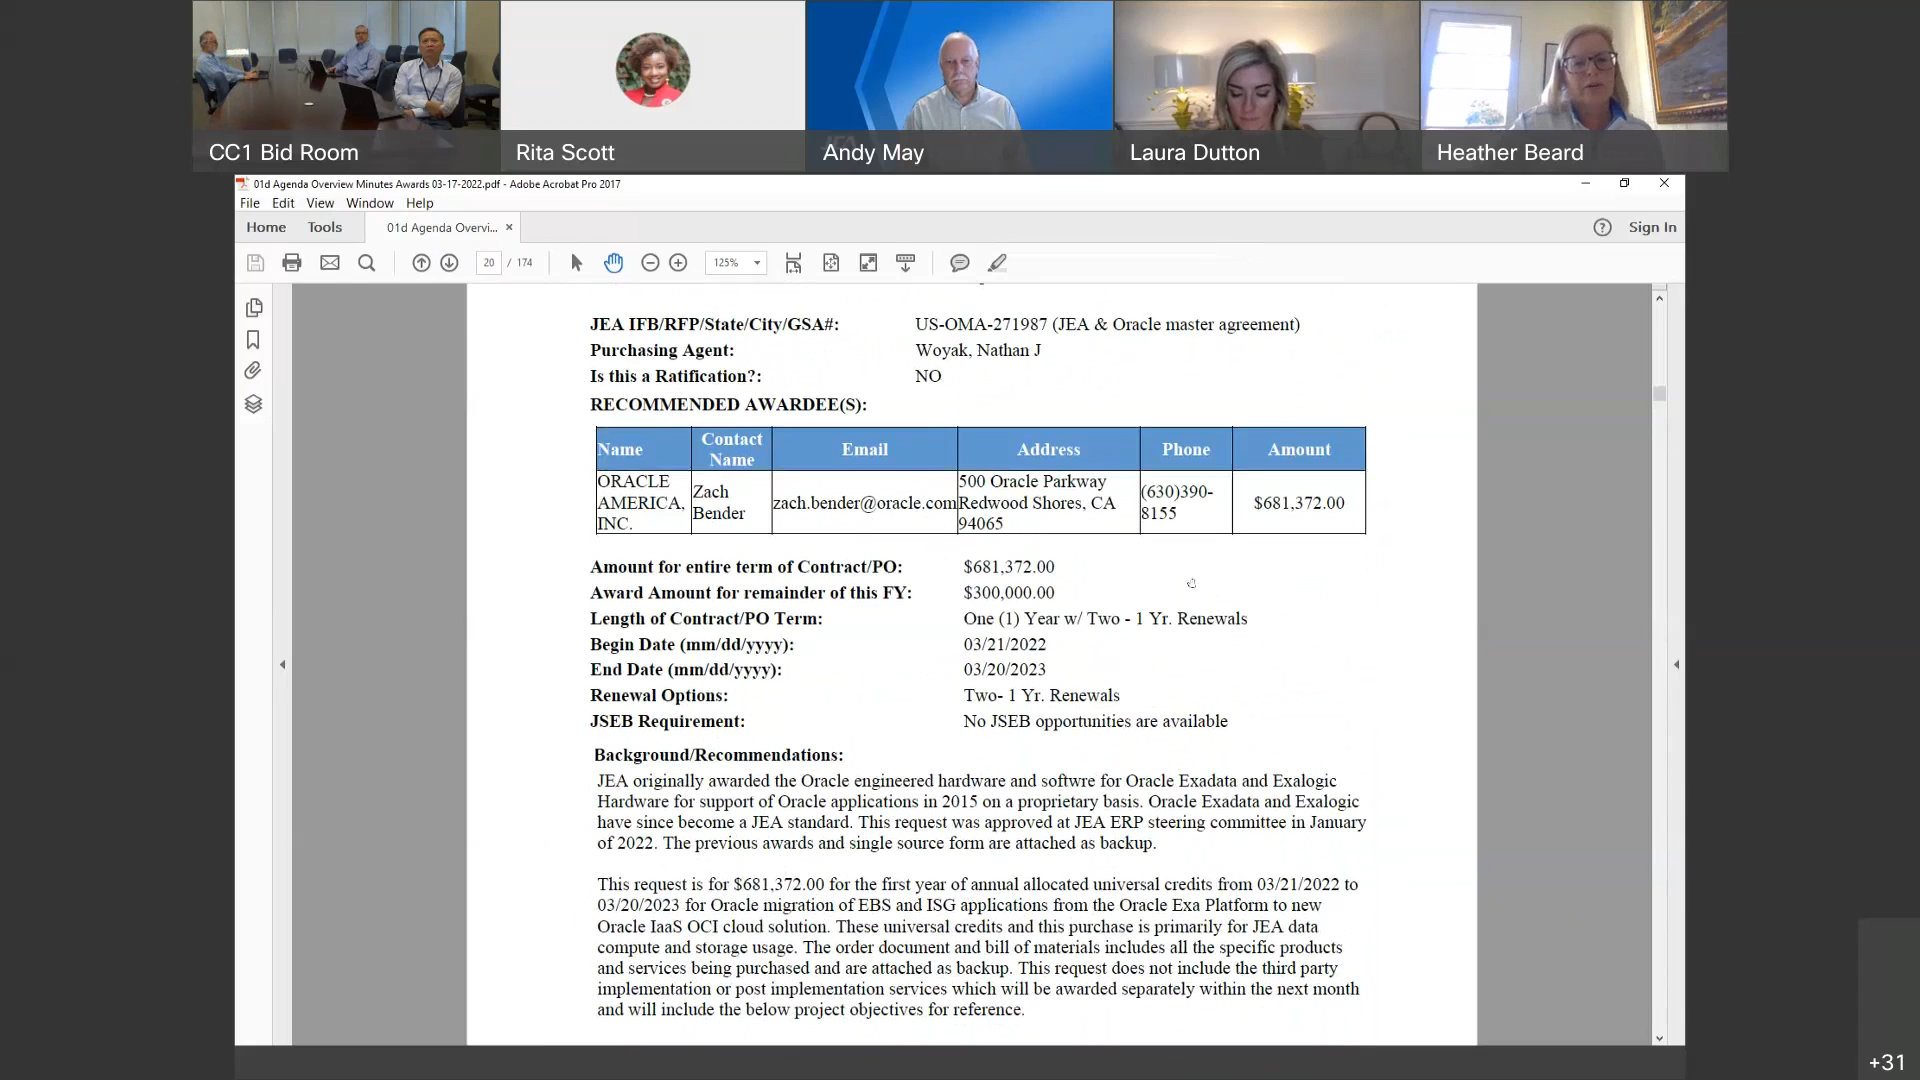 CC1 Bid Room
Rita Scott
Andy May
Laura Dutton
Heather Beard
01d Agenda Overview Minutes Awards 03-17-2022.pdf - Adobe Acrobat Pro 2017
File Edit View Window Help
Home Tools 01d Agenda Overvi... × Sign In
20 / 174 125%
JEA IFB/RFP/State/City/GSA#: US-OMA-271987 (JEA & Oracle master agreement)
Purchasing Agent: Woyak, Nathan J
Is this a Ratification?: NO
RECOMMENDED AWARDEE(S):
Name Contact Name Email Address Phone Amount
ORACLE AMERICA, INC. Zach Bender zach.bender@oracle.com 500 Oracle Parkway Redwood Shores, CA 94065 (630)390-8155 $681,372.00
Amount for entire term of Contract/PO: $681,372.00
Award Amount for remainder of this FY: $300,000.00
Length of Contract/PO Term: One (1) Year w/ Two - 1 Yr. Renewals
Begin Date (mm/dd/yyyy): 03/21/2022
End Date (mm/dd/yyyy): 03/20/2023
Renewal Options: Two- 1 Yr. Renewals
JSEB Requirement: No JSEB opportunities are available
Background/Recommendations:
JEA originally awarded the Oracle engineered hardware and softwre for Oracle Exadata and Exalogic
Hardware for support of Oracle applications in 2015 on a proprietary basis. Oracle Exadata and Exalogic
have since become a JEA standard. This request was approved at JEA ERP steering committee in January
of 2022. The previous awards and single source form are attached as backup.
This request is for $681,372.00 for the first year of annual allocated universal credits from 03/21/2022 to
03/20/2023 for Oracle migration of EBS and ISG applications from the Oracle Exa Platform to new
Oracle IaaS OCI cloud solution. These universal credits and this purchase is primarily for JEA data
compute and storage usage. The order document and bill of materials includes all the specific products
and services being purchased and are attached as backup. This request does not include the third party
implementation or post implementation services which will be awarded separately within the next month
and will include the below project objectives for reference.
+31